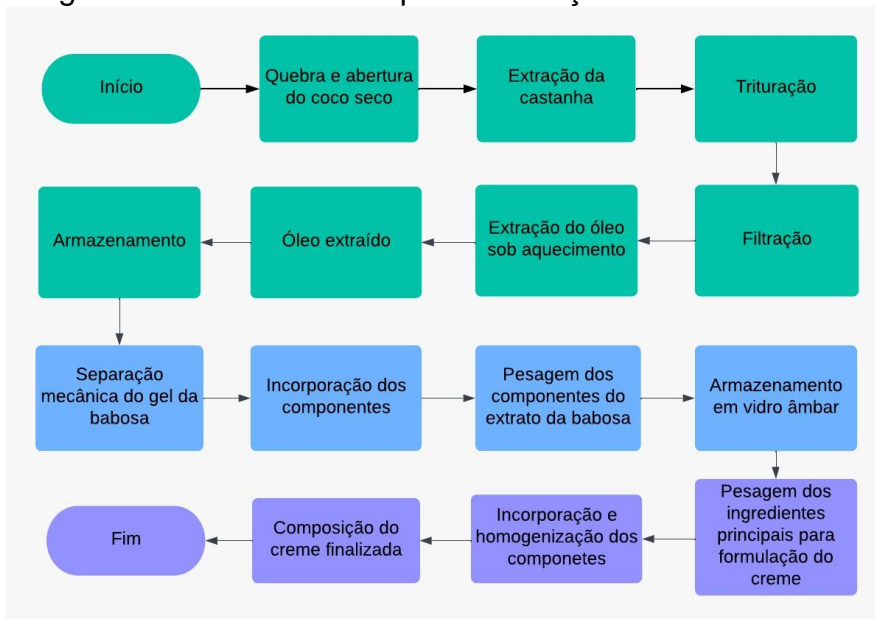 Início
Quebra e abertura
do coco seco
Extração da
castanha
Trituração
Filtração
Extração do óleo
sob aquecimento
Óleo extraído
Armazenamento
Separação
mecânica do gel da
babosa
Incorporação dos
componentes
Pesagem dos
componentes do
extrato da babosa
Armazenamento
em vidro âmbar
Pesagem dos
ingredientes
principais para
formulação do
creme
Incorporação e
homogenização dos
componetes
Composição do
creme finalizada
Fim